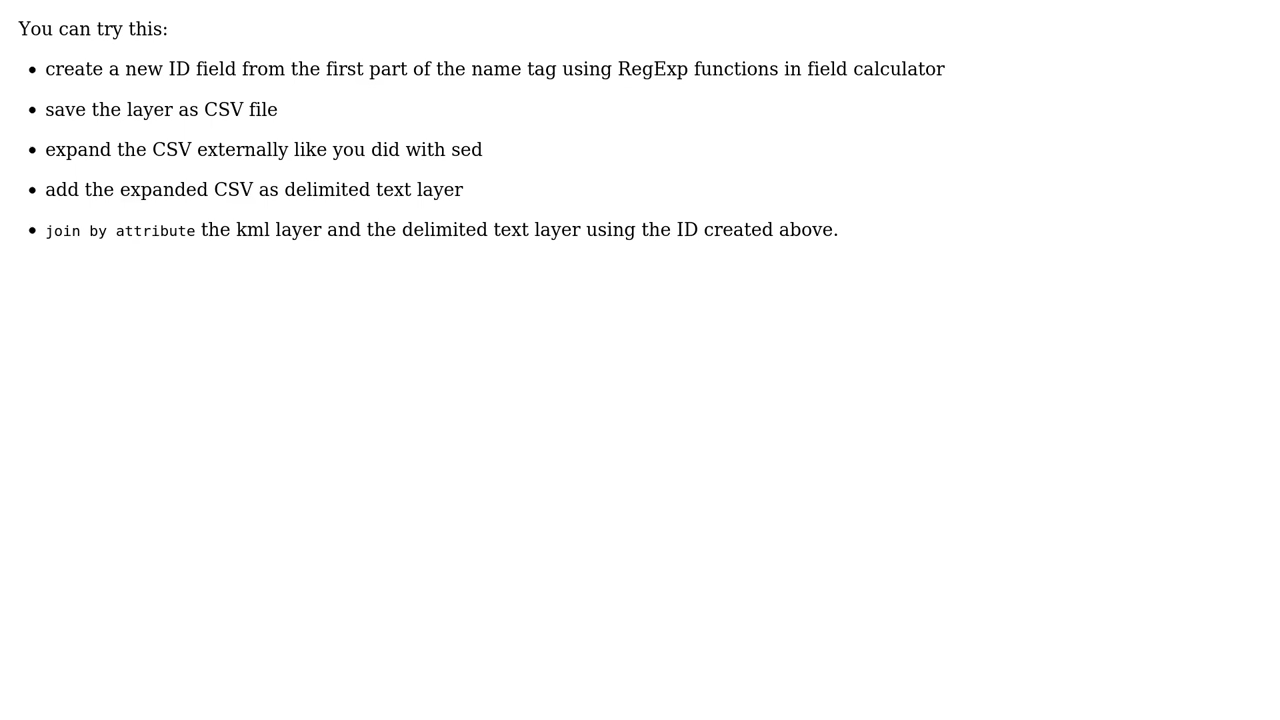 You can try this:
• create a new ID field from the first part of the name tag using RegExp functions in field calculator
• save the layer as CSV file
• expand the CSV externally like you did with sed
• add the expanded CSV as delimited text layer
• join by attribute the kml layer and the delimited text layer using the ID created above.